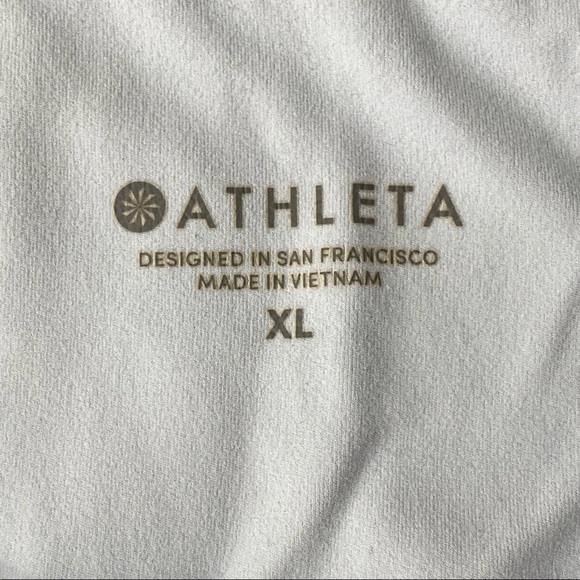 ATHLETA
DESIGNED IN SAN FRANCISCO
MADE IN VIETNAM
XL